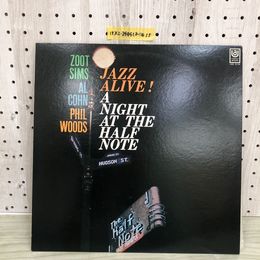 ZOOT
SIMS
AL
COHN
PHIL
WOODS
JAZZ
ALIVE!
A
NIGHT
AT THE
HALF
NOTE
HUDSON ST.
The
Half
Note